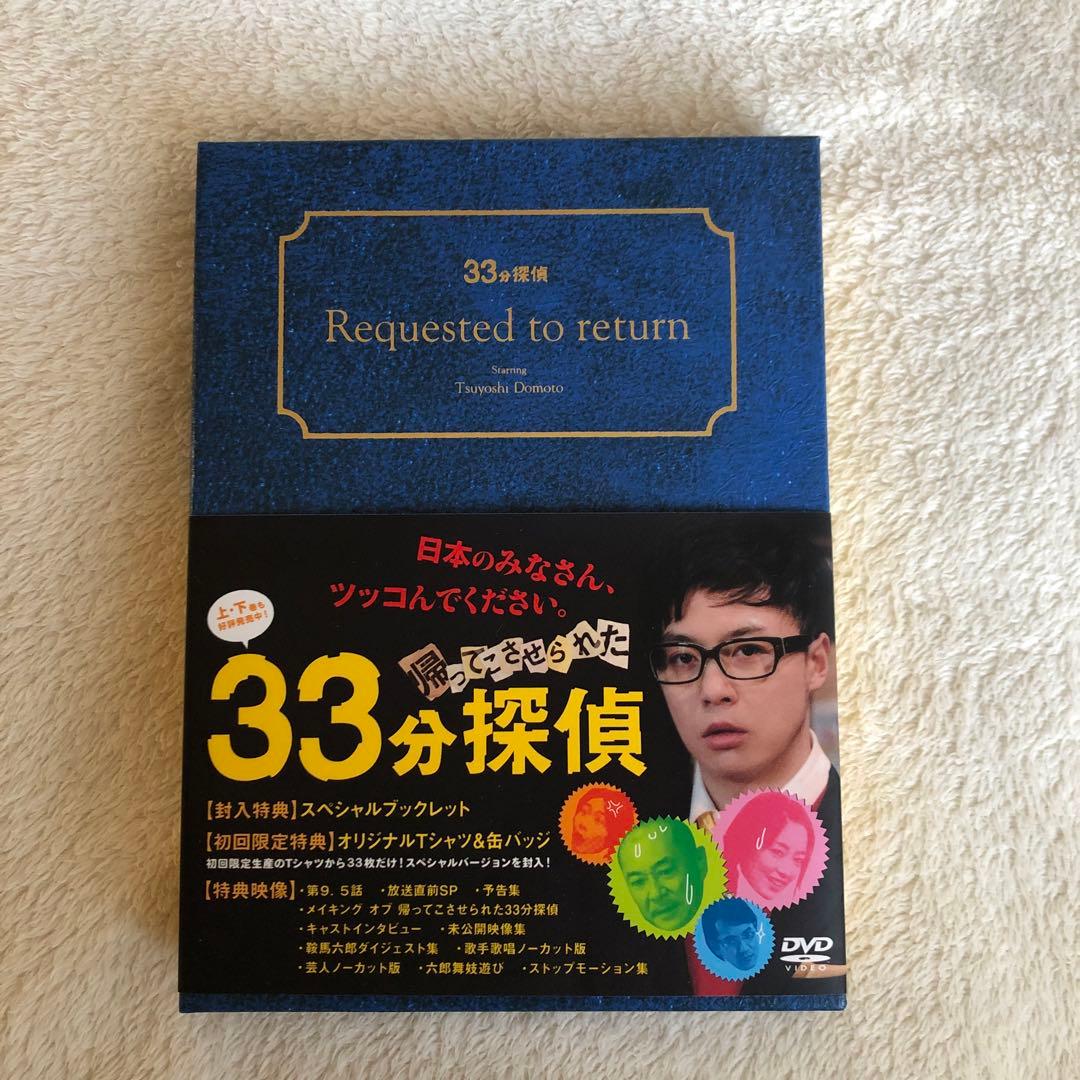 33分探偵
Requested to return
Starring
Tsuyoshi Domoto
日本のみなさん、
ツッコんでください。
上・下巻も
好評発売中!
帰ってこさせられた
33分探偵
【封入特典】スペシャルブックレット
【初回限定特典】オリジナルTシャツ&缶バッジ
初回限定生産のTシャツから33枚だけ!スペシャルバージョンを封入!
【特典映像】・第9.5話 ・放送直前SP ・予告集
・メイキング オブ 帰ってこさせられた33分探偵
・キャストインタビュー ・未公開映像集
・鞍馬六郎ダイジェスト集 ・歌手歌唱ノーカット版
・芸人ノーカット版 ・六郎舞妓遊び ・ストップモーション集
DVD
VIDEO